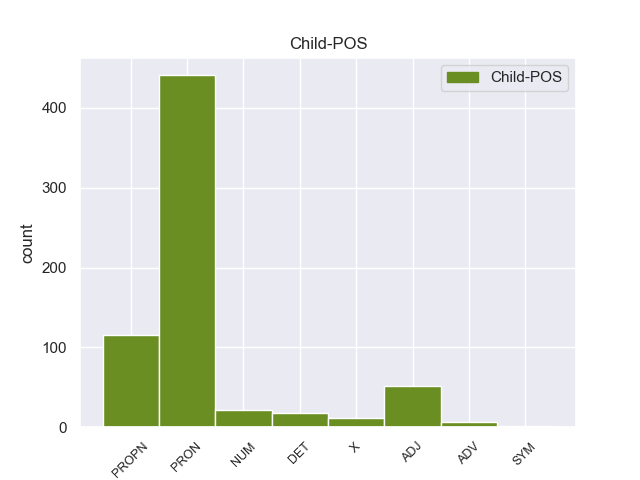 Child-POS
Child-POS
400
300
200
100
0
count
PROPN
PRON
NUM
DET
X
ADJ
ADV
SYM